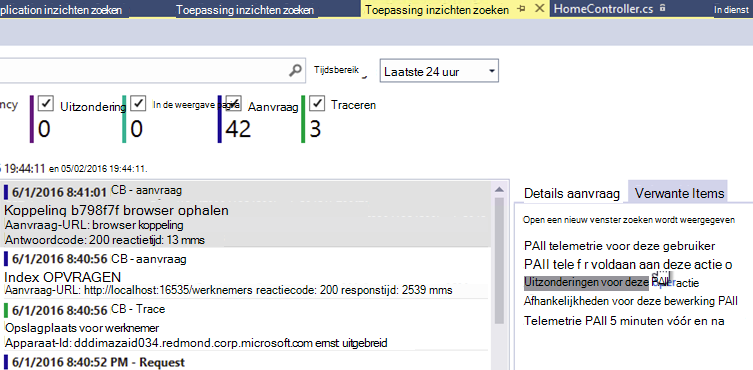 plication inzichten zoeken Toepassing inzichten zoeken Toepassing inzichten zoeken HomeController.cs In dienst
Tijdsbereik Laatste 24 uur
ncy Uitzondering In de weergave pagina Aanvraag Traceren
0 0 42 3
19:44:11 en 05/02/2016 19:44:11.
6/1/2016 8:41:01 CB - aanvraag
Koppeling b798f7f browser ophalen
Aanvraag-URL: browser koppeling
Antwoordcode: 200 reactietijd: 13 mms
6/1/2016 8:40:56 CB - aanvraag
Index OPVRAGEN
Aanvraag-URL: http://localhost:16535/werknemers reactiecode: 200 responstijd: 2539 mms
6/1/2016 8:40:56 CB - Trace
Opslagplaats voor werknemer
Apparaat-Id: dddimazaid034.redmond.corp.microsoft.com ernst uitgebreid
6/1/2016 8:40:52 PM - Request
Details aanvraag Verwante Items
Open een nieuw venster zoeken wordt weergegeven
PAII telemetrie voor deze gebruiker
PAII tele f r voldaan aan deze actie o
Uitzonderingen voor deze
Afhankelijkheden voor deze bewerking PAII
Telemetrie PAII 5 minuten vóór en na